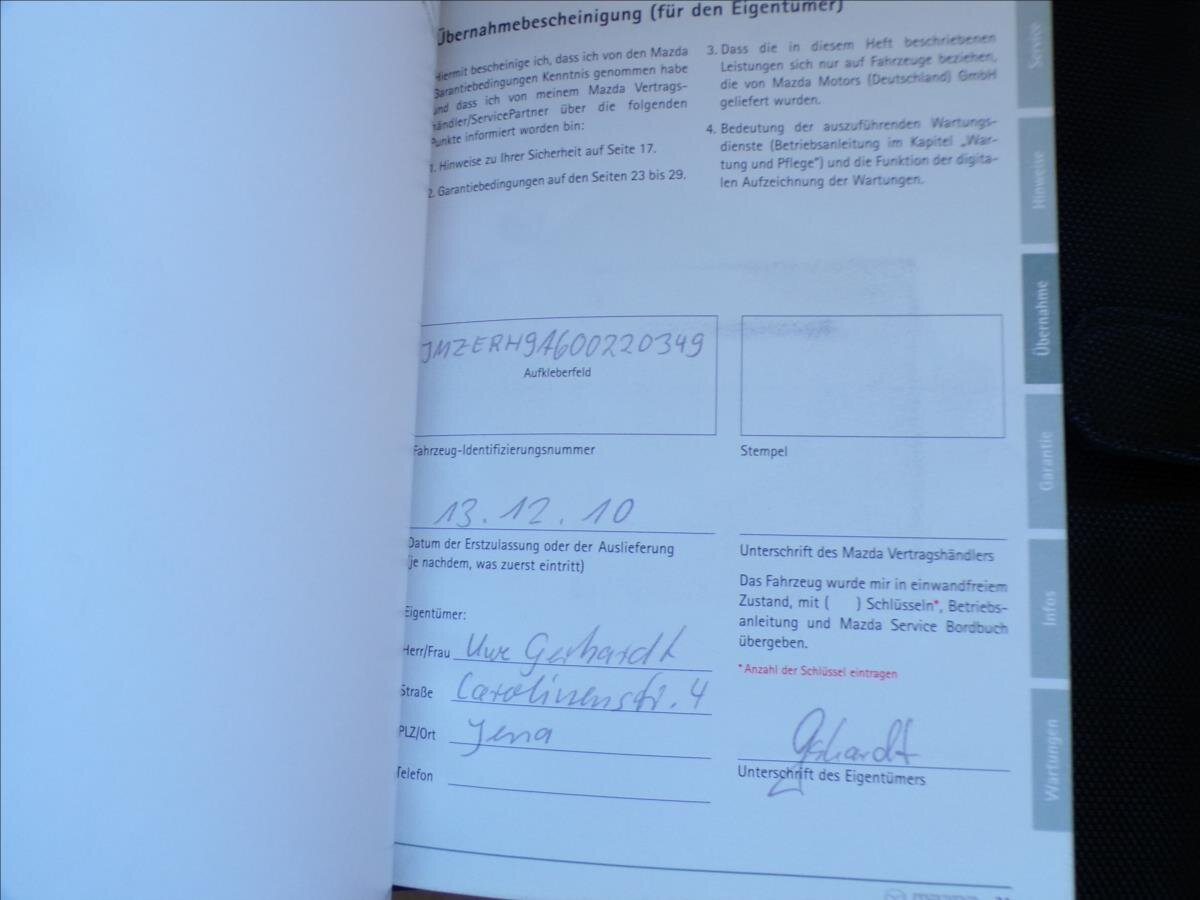 Übernahmebescheinigung (für den Eigentümer)
Hiermit bescheinige ich, dass ich von den Mazda
Garantiebedingungen Kenntnis genommen habe
und dass ich von meinem Mazda Vertrags-
händler/ServicePartner über die folgenden
Punkte informiert worden bin:
1. Hinweise zu Ihrer Sicherheit auf Seite 17.
2. Garantiebedingungen auf den Seiten 23 bis 29.
3. Dass die in diesem Heft beschriebenen
Leistungen sich nur auf Fahrzeuge beziehen,
die von Mazda Motors (Deutschland) GmbH
geliefert wurden.
4. Bedeutung der auszuführenden Wartungs-
dienste (Betriebsanleitung im Kapitel „War-
tung und Pflege“) und die Funktion der digita-
len Aufzeichnung der Wartungen.
JMZERH9A600220349
Aufkleberfeld
Fahrzeug-Identifizierungsnummer
Stempel
13.12.10
Datum der Erstzulassung oder der Auslieferung
(je nachdem, was zuerst eintritt)
Eigentümer:
Herr/Frau Uwe Gerhardt
Straße Carolinenstr. 4
PLZ/Ort Jena
Telefon
Unterschrift des Mazda Vertragshändlers
Das Fahrzeug wurde mir in einwandfreiem
Zustand, mit ( ) Schlüsseln*, Betriebs-
anleitung und Mazda Service Bordbuch
übergeben.
*Anzahl der Schlüssel eintragen
Gerhardt
Unterschrift des Eigentümers
Service
Hinweise
Übernahme
Garantie
Infos
Wartungen